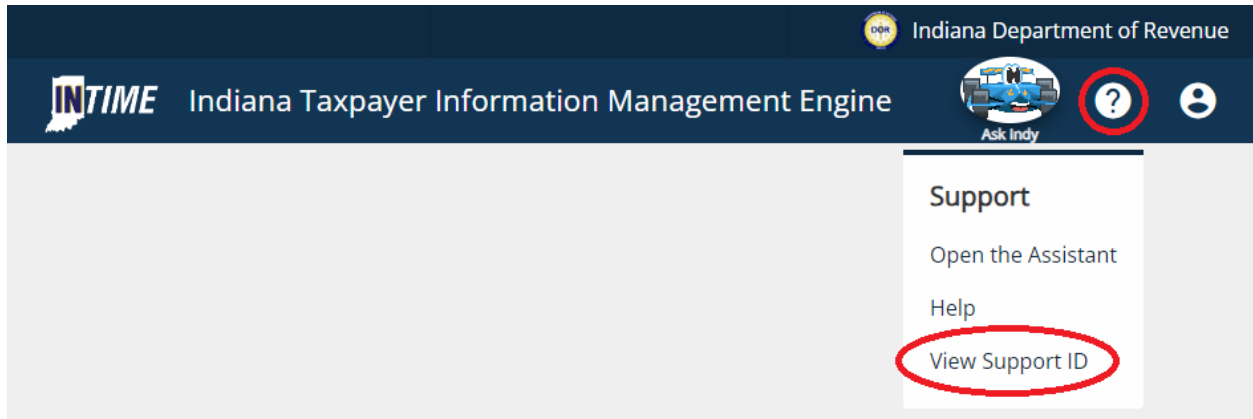 DOR
Indiana Department of Revenue
INTIME
Indiana Taxpayer Information Management Engine
Ask Indy
?
Support
Open the Assistant
Help
View Support ID